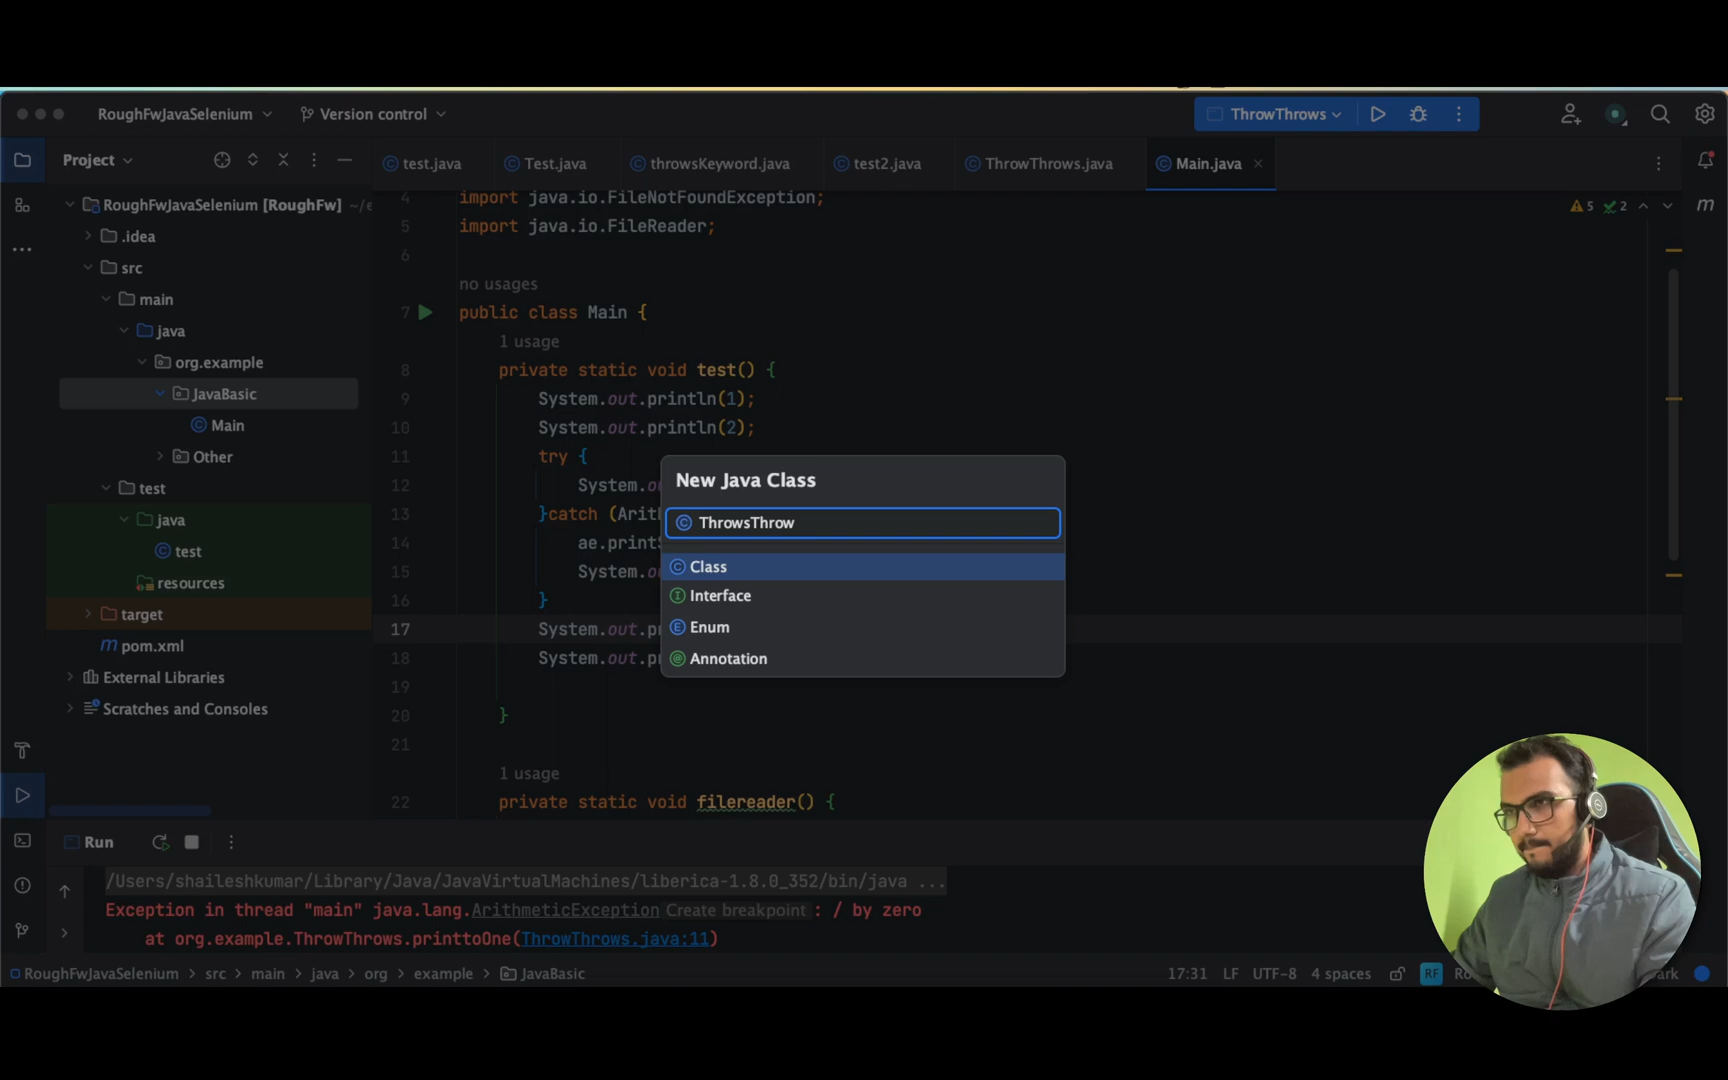 RoughFwJavaSelenium
Version control
ThrowThrows
Project
test.java
Test.java
throwsKeyword.java
test2.java
ThrowThrows.java
Main.java
RoughFwJavaSelenium [RoughFw] ~/e
.idea
src
main
java
org.example
JavaBasic
Main
Other
test
java
test
resources
target
pom.xml
External Libraries
Scratches and Consoles
5 2
4 import java.io.FileNotFoundException;
5 import java.io.FileReader;
6
no usages
7 public class Main {
1 usage
8 private static void test() {
9 System.out.println(1);
10 System.out.println(2);
11 try {
12 System.o
13 }catch (Arit
14 ae.print
15 System.o
16 }
17 System.out.p
18 System.out.p
19
20 }
21
1 usage
22 private static void filereader() {
New Java Class
ThrowsThrow
Class
Interface
Enum
Annotation
Run
/Users/shaileshkumar/Library/Java/JavaVirtualMachines/liberica-1.8.0_352/bin/java ...
Exception in thread "main" java.lang.ArithmeticException Create breakpoint : / by zero
at org.example.ThrowThrows.printtoOne(ThrowThrows.java:11)
RoughFwJavaSelenium > src > main > java > org > example > JavaBasic
17:31 LF UTF-8 4 spaces RF